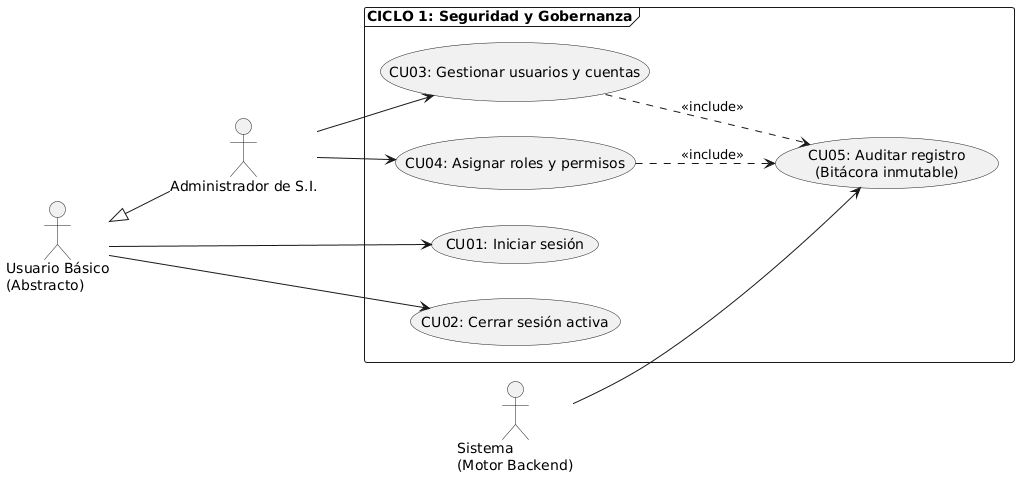 CICLO 1: Seguridad y Gobernanza
CU03: Gestionar usuarios y cuentas
«include»
CU04: Asignar roles y permisos
«include»
CU05: Auditar registro
(Bitácora inmutable)
Administrador de S.I.
Usuario Básico
(Abstracto)
CU01: Iniciar sesión
CU02: Cerrar sesión activa
Sistema
(Motor Backend)